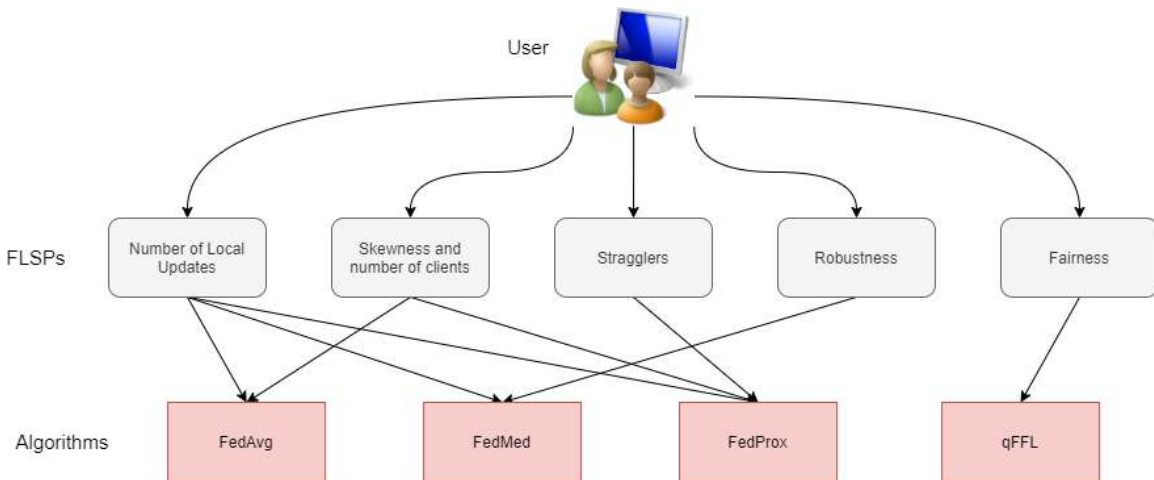 User
FLSPs
Number of Local
Updates
Skewness and
number of clients
Stragglers
Robustness
Fairness
Algorithms
FedAvg
FedMed
FedProx
qFFL